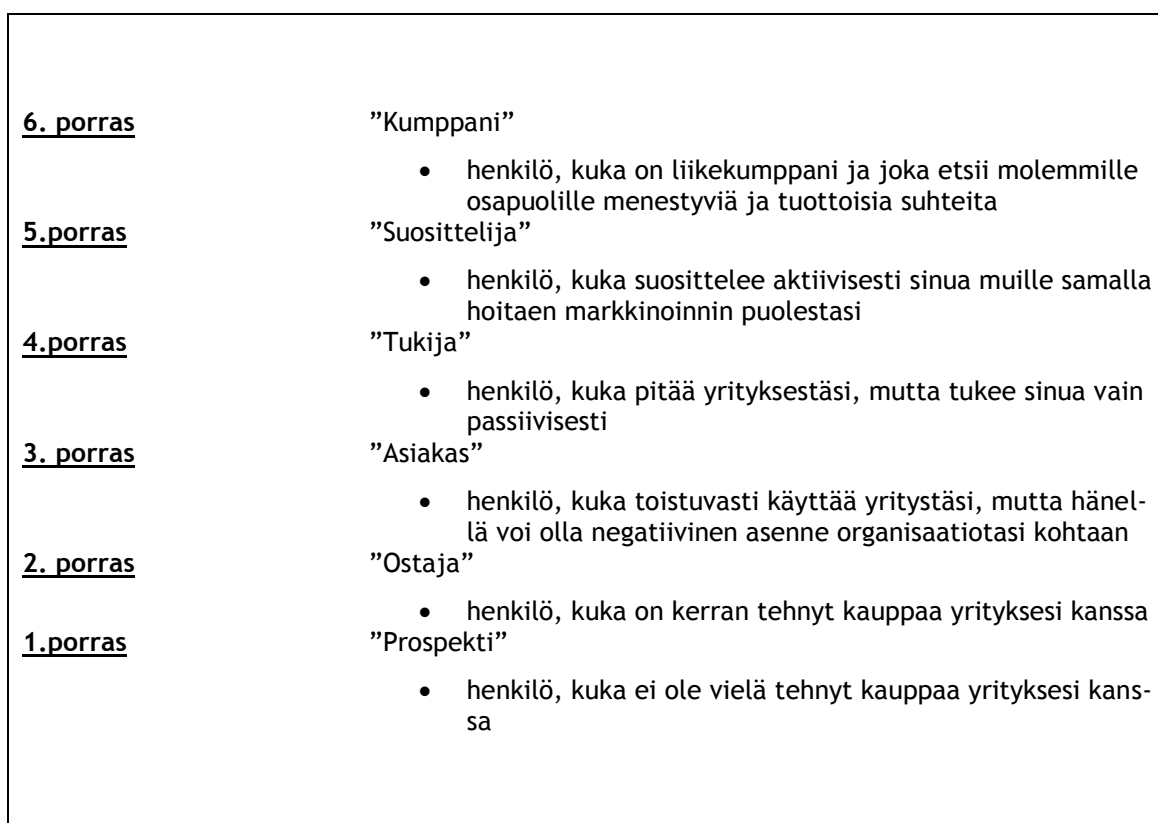 6. porras ”Kumppani”
• henkilö, kuka on liikekumppani ja joka etsii molemmille
osapuolille menestyviä ja tuottoisia suhteita
5.porras ”Suosittelija”
• henkilö, kuka suosittelee aktiivisesti sinua muille samalla
hoitaen markkinoinnin puolestasi
4.porras ”Tukija”
• henkilö, kuka pitää yrityksestäsi, mutta tukee sinua vain
passiivisesti
3. porras ”Asiakas”
• henkilö, kuka toistuvasti käyttää yritystäsi, mutta hänel-
lä voi olla negatiivinen asenne organisaatiotasi kohtaan
2. porras ”Ostaja”
• henkilö, kuka on kerran tehnyt kauppaa yrityksesi kanssa
1.porras ”Prospekti”
• henkilö, kuka ei ole vielä tehnyt kauppaa yrityksesi kans-
sa